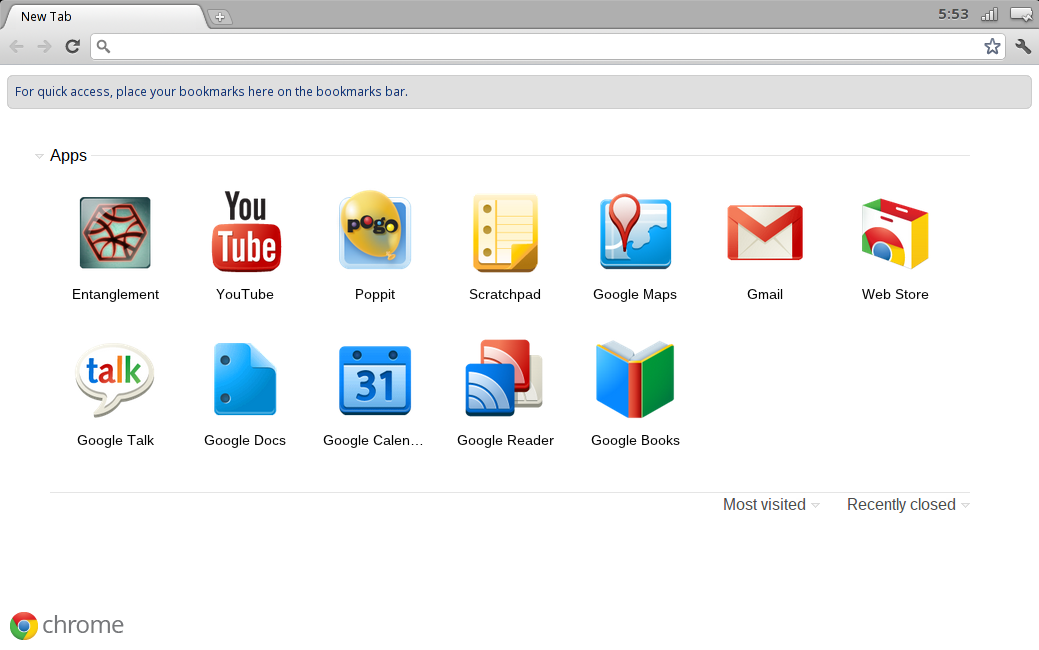 New Tab
5:53
For quick access, place your bookmarks here on the bookmarks bar.
Apps
You
Tube
pogo
Entanglement
YouTube
Poppit
Scratchpad
Google Maps
Gmail
Web Store
talk
31
Google Talk
Google Docs
Google Calen…
Google Reader
Google Books
Most visited
Recently closed
chrome